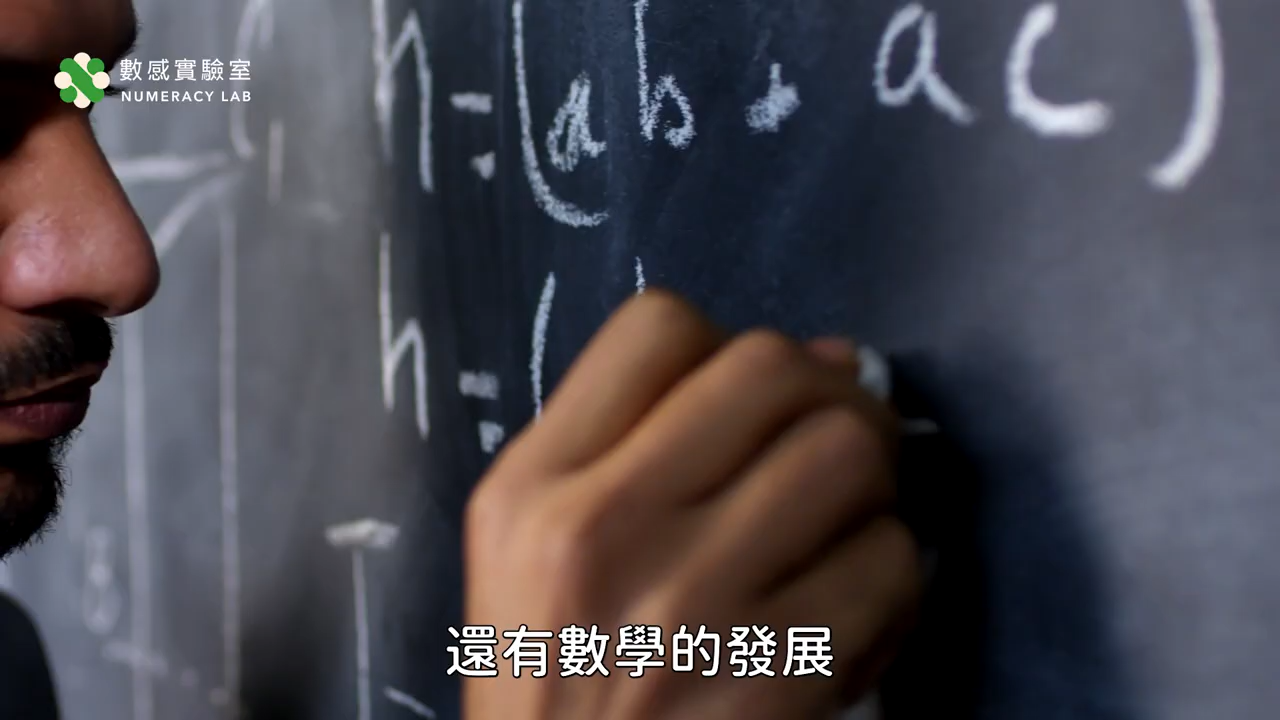 數感實驗室
NUMERACY LAB
h = (ab + ac)
h = (
還有數學的發展